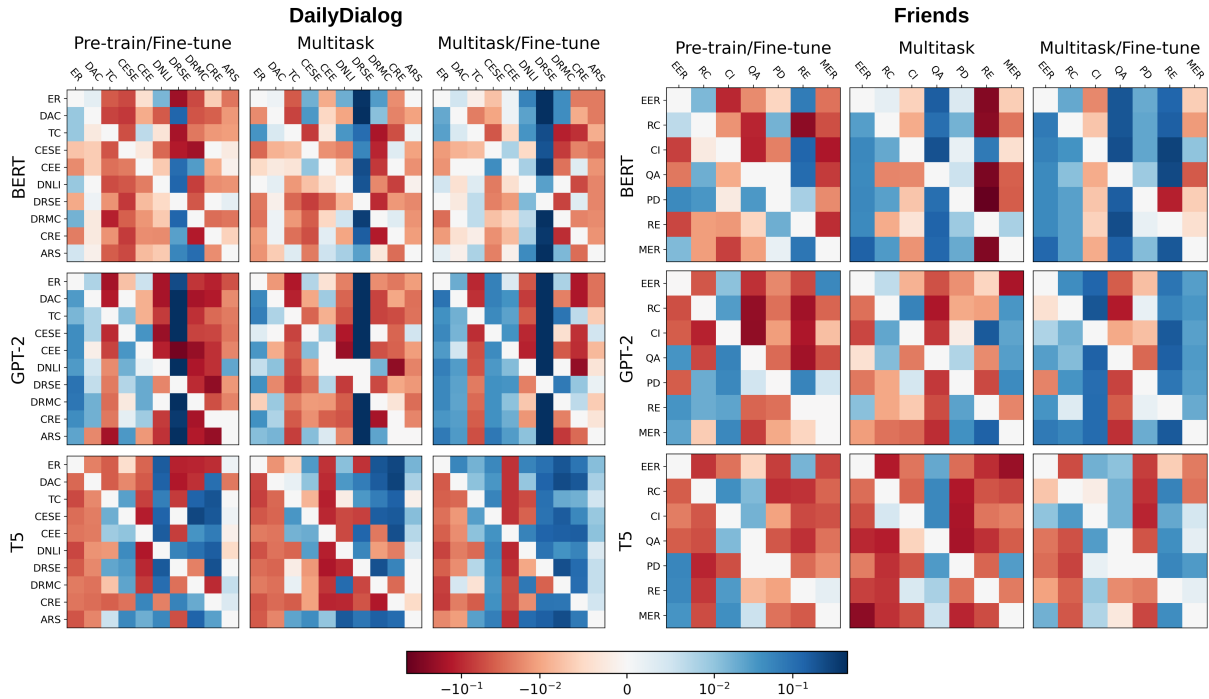 DailyDialog
Friends
Pre-train/Fine-tune
Multitask
Multitask/Fine-tune
Pre-train/Fine-tune
Multitask
Multitask/Fine-tune
ER DAC TC CESE CEE DNLI DRSE DRMC CRE ARS
ER DAC TC CESE CEE DNLI DRSE DRMC CRE ARS
ER DAC TC CESE CEE DNLI DRSE DRMC CRE ARS
EER RC CI QA PD RE MER
EER RC CI QA PD RE MER
EER RC CI QA PD RE MER
BERT
ER
DAC
TC
CESE
CEE
DNLI
DRSE
DRMC
CRE
ARS
GPT-2
ER
DAC
TC
CESE
CEE
DNLI
DRSE
DRMC
CRE
ARS
T5
ER
DAC
TC
CESE
CEE
DNLI
DRSE
DRMC
CRE
ARS
BERT
EER
RC
CI
QA
PD
RE
MER
GPT-2
EER
RC
CI
QA
PD
RE
MER
T5
EER
RC
CI
QA
PD
RE
MER
−10⁻¹ −10⁻² 0 10⁻² 10⁻¹